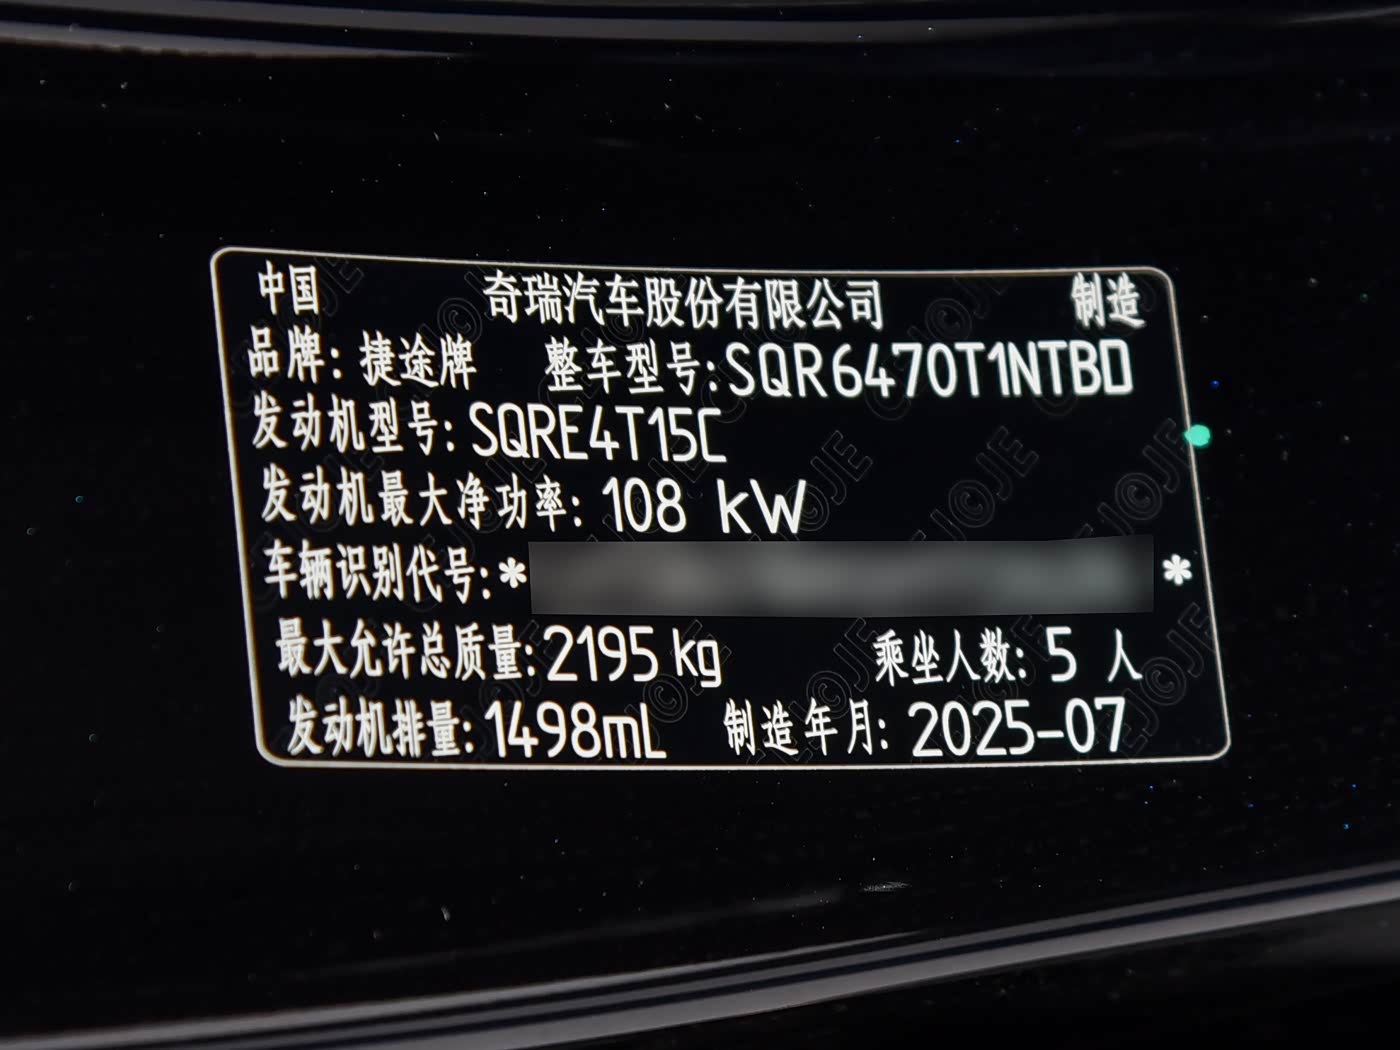 中国 奇瑞汽车股份有限公司 制造
品牌: 捷途牌 整车型号:SQR6470T1NTB□
发动机型号: SQRE4T15C
发动机最大净功率: 108 kW
车辆识别代号:* *
最大允许总质量:2195 kg 乘坐人数: 5 人
发动机排量: 1498mL 制造年月: 2025-07